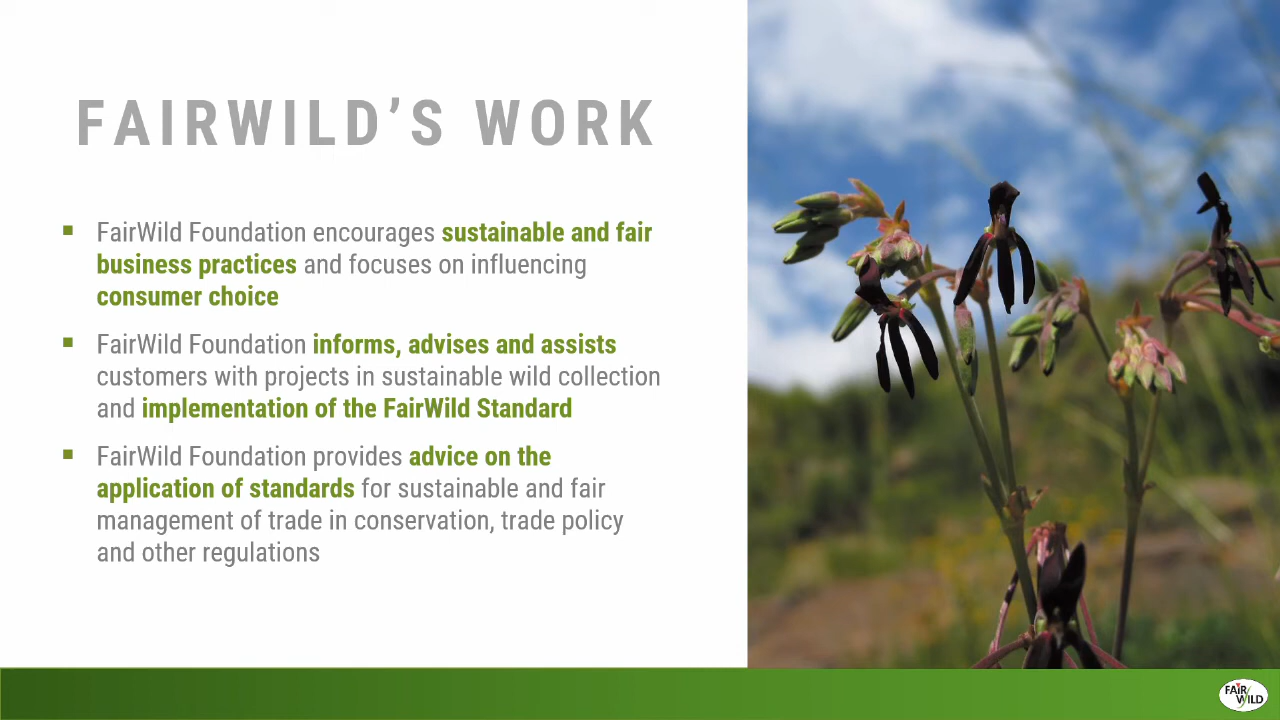 FAIRWILD’S WORK
FairWild Foundation encourages sustainable and fair
business practices and focuses on influencing
consumer choice
FairWild Foundation informs, advises and assists
customers with projects in sustainable wild collection
and implementation of the FairWild Standard
FairWild Foundation provides advice on the
application of standards for sustainable and fair
management of trade in conservation, trade policy
and other regulations
FAIR
WILD